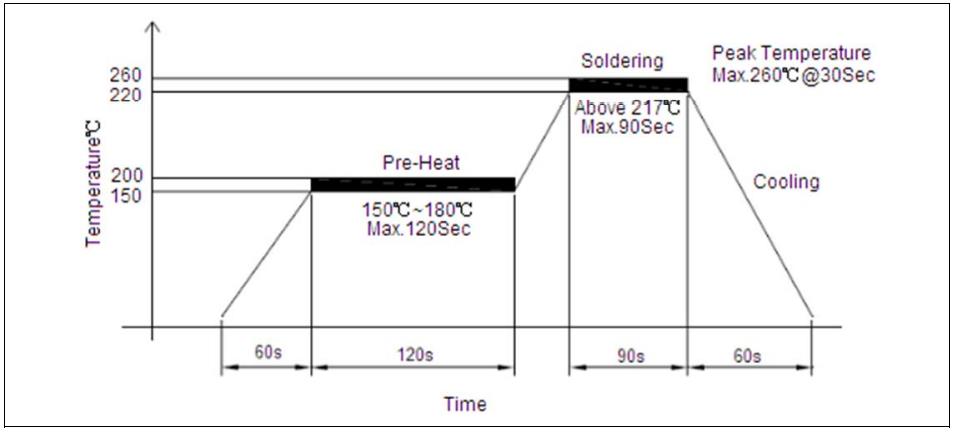 Soldering
Peak Temperature
Max.260℃@30Sec
260
220
Above 217℃
Max.90Sec
Temperature℃
Pre-Heat
200
150
150℃~180℃
Max.120Sec
Cooling
60s
120s
90s
60s
Time